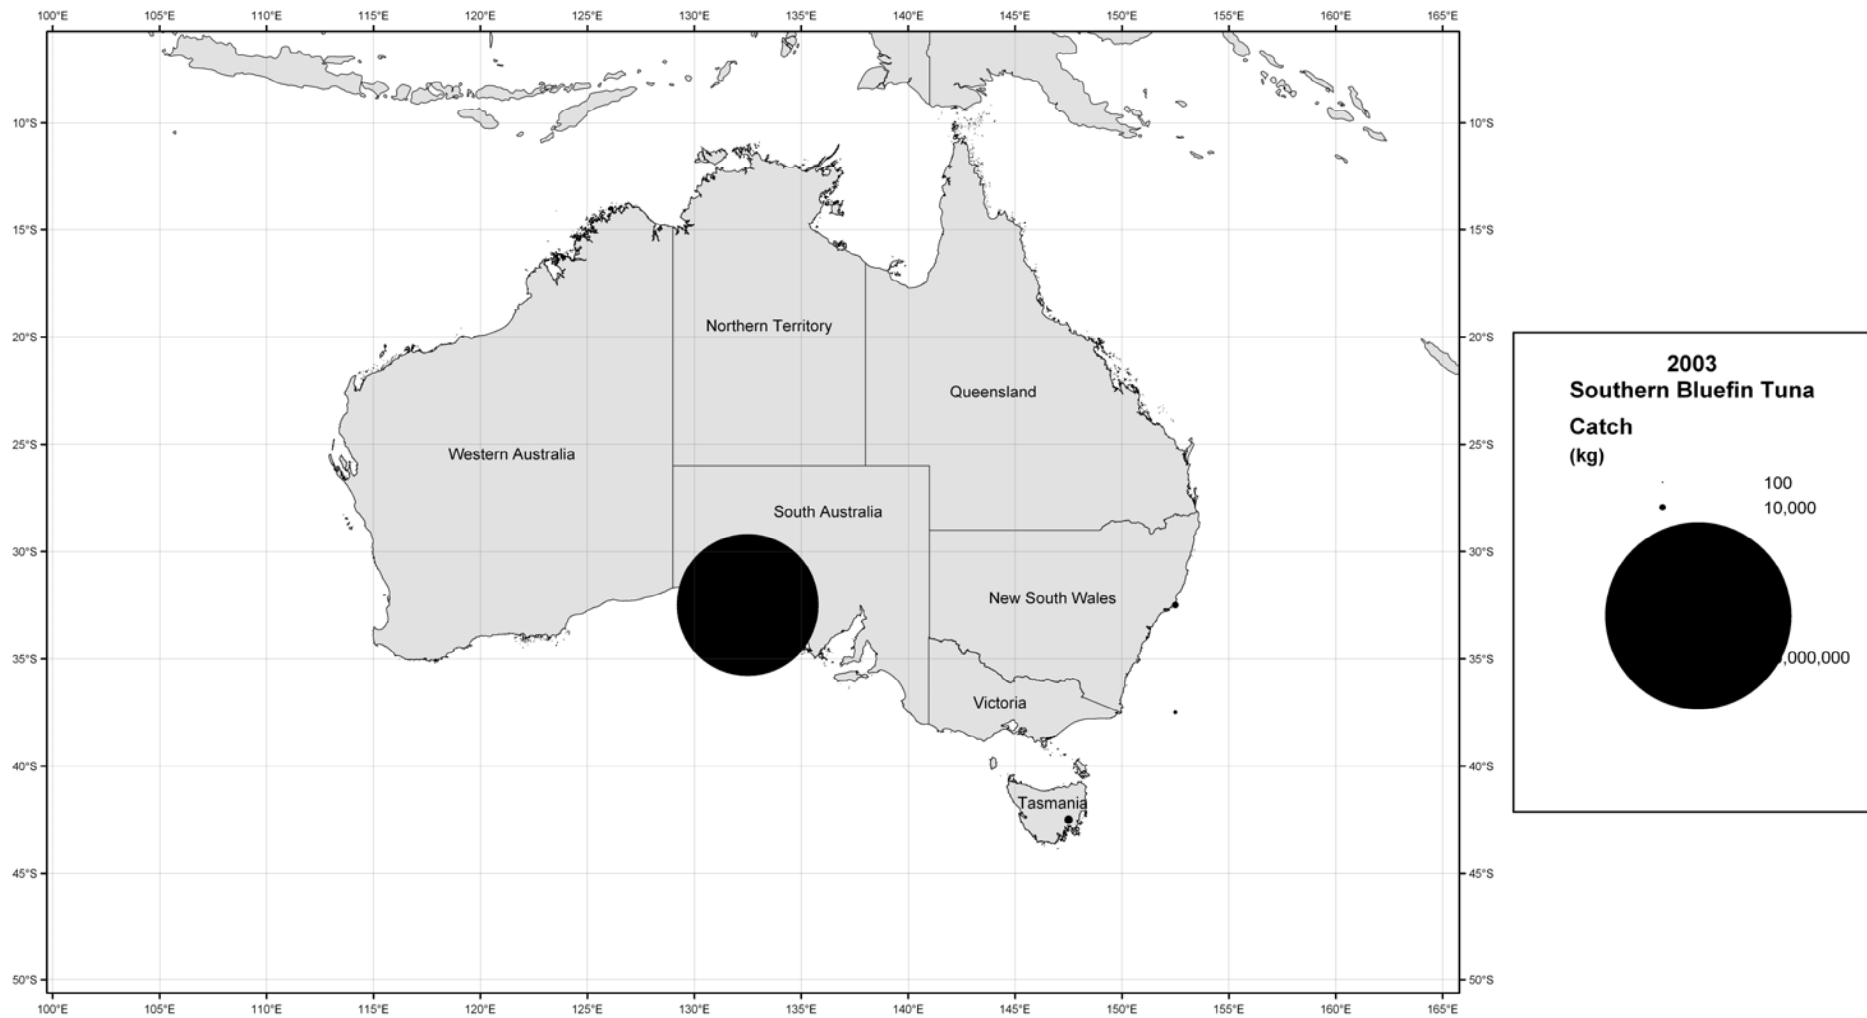 100°E 105°E 110°E 115°E 120°E 125°E 130°E 135°E 140°E 145°E 150°E 155°E 160°E 165°E
10°S 10°S
15°S 15°S
Northern Territory
20°S 20°S
Queensland
Western Australia
25°S 25°S
South Australia
30°S 30°S
New South Wales
35°S 35°S
Victoria
40°S 40°S
Tasmania
45°S 45°S
50°S 50°S
100°E 105°E 110°E 115°E 120°E 125°E 130°E 135°E 140°E 145°E 150°E 155°E 160°E 165°E
2003
Southern Bluefin Tuna
Catch
(kg)
100
10,000
,000,000